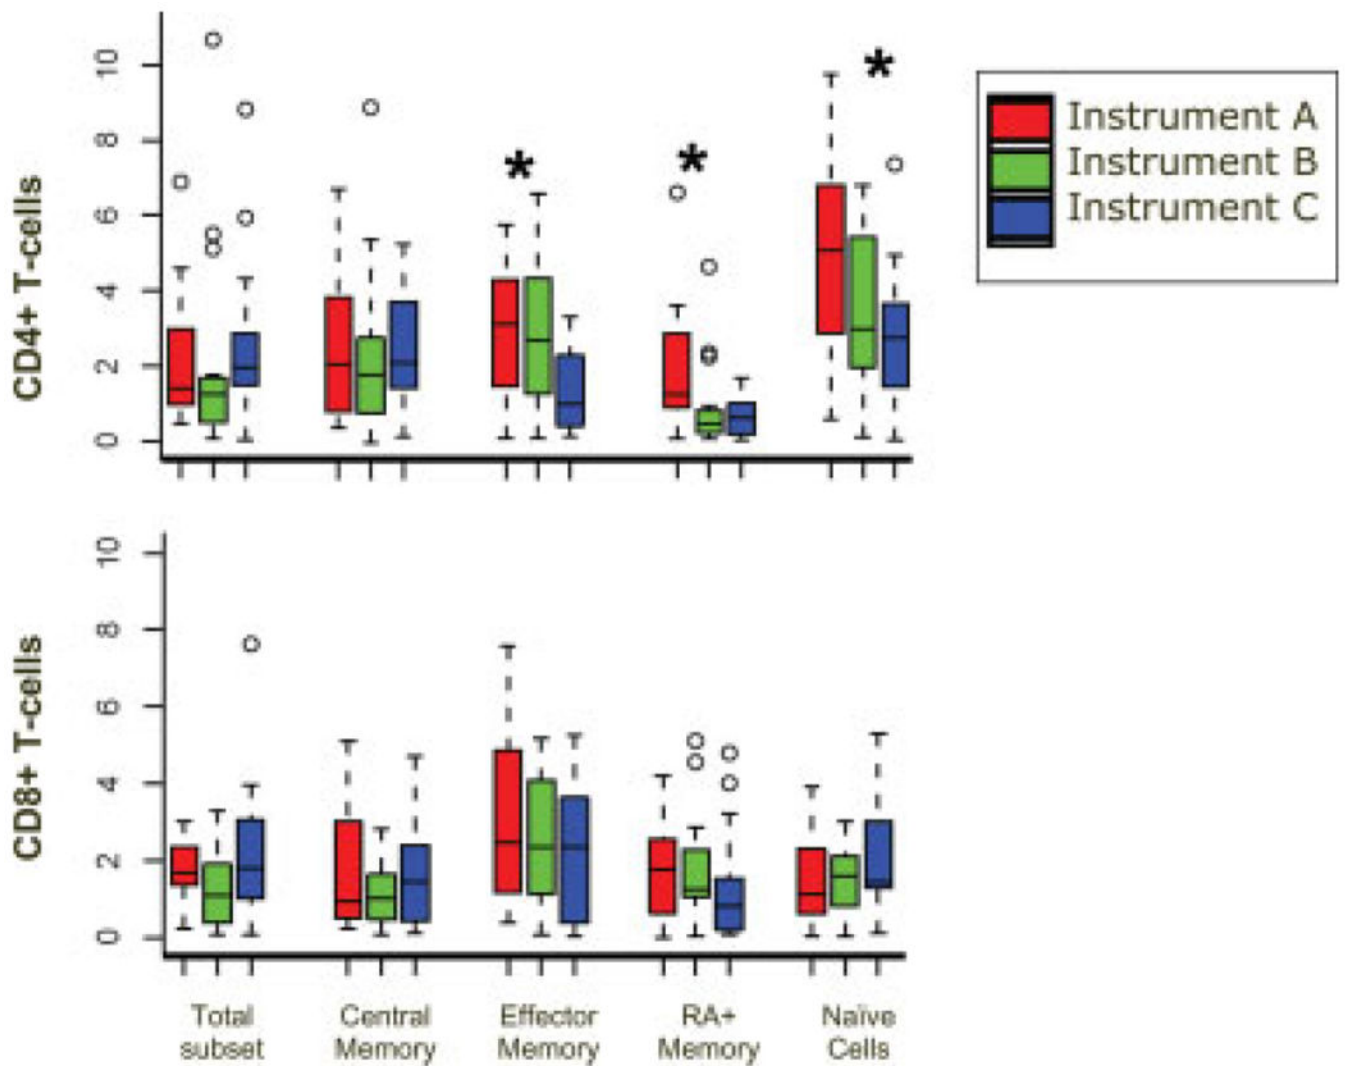 CD4+ T-cells
10
8
6
4
2
0
*
*
*
Instrument A
Instrument B
Instrument C
CD8+ T-cells
10
8
6
4
2
0
Total
subset
Central
Memory
Effector
Memory
RA+
Memory
Naïve
Cells